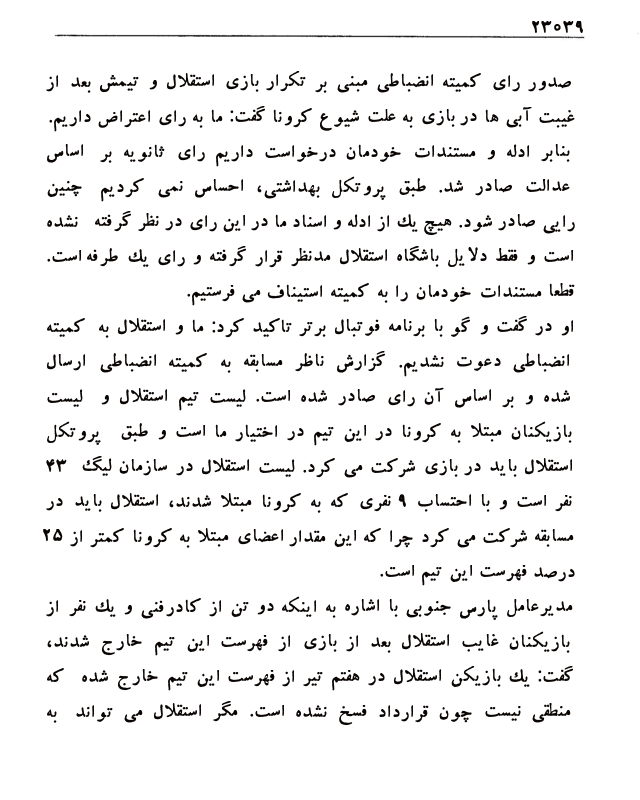 ۲۳۰۳۹
صدور رای کمیته انضباطی مبنی بر تکرار بازی استقلال و تیمش بعد از
غیبت آبی ها در بازی به علت شیوع کرونا گفت: ما به رای اعتراض داریم.
بنابر ادله و مستندات خودمان درخواست داریم رای ثانویه بر اساس
عدالت صادر شد. طبق پروتکل بهداشتی، احساس نمی کردیم چنین
رایی صادر شود. هیچ یك از ادله و اسناد ما در این رای در نظر گرفته نشده
است و فقط دلایل باشگاه استقلال مدنظر قرار گرفته و رای یك طرفه است.
قطعا مستندات خودمان را به کمیته استیناف می فرستیم.
او در گفت و گو با برنامه فوتبال برتر تاکید کرد: ما و استقلال به کمیته
انضباطی دعوت نشدیم. گزارش ناظر مسابقه به کمیته انضباطی ارسال
شده و بر اساس آن رای صادر شده است. لیست تیم استقلال و لیست
بازیکنان مبتلا به کرونا در این تیم در اختیار ما است و طبق پروتکل
استقلال باید در بازی شرکت می کرد. لیست استقلال در سازمان لیگ ۴۳
نفر است و با احتساب ۹ نفری که به کرونا مبتلا شدند، استقلال باید در
مسابقه شرکت می کرد چرا که این مقدار اعضای مبتلا به کرونا کمتر از ۲۵
درصد فهرست این تیم است.
مدیرعامل پارس جنوبی با اشاره به اینکه دو تن از کادرفنی و یك نفر از
بازیکنان غایب استقلال بعد از بازی از فهرست این تیم خارج شدند،
گفت: یك بازیکن استقلال در هفتم تیر از فهرست این تیم خارج شده که
منطقی نیست چون قرارداد فسخ نشده است. مگر استقلال می تواند به